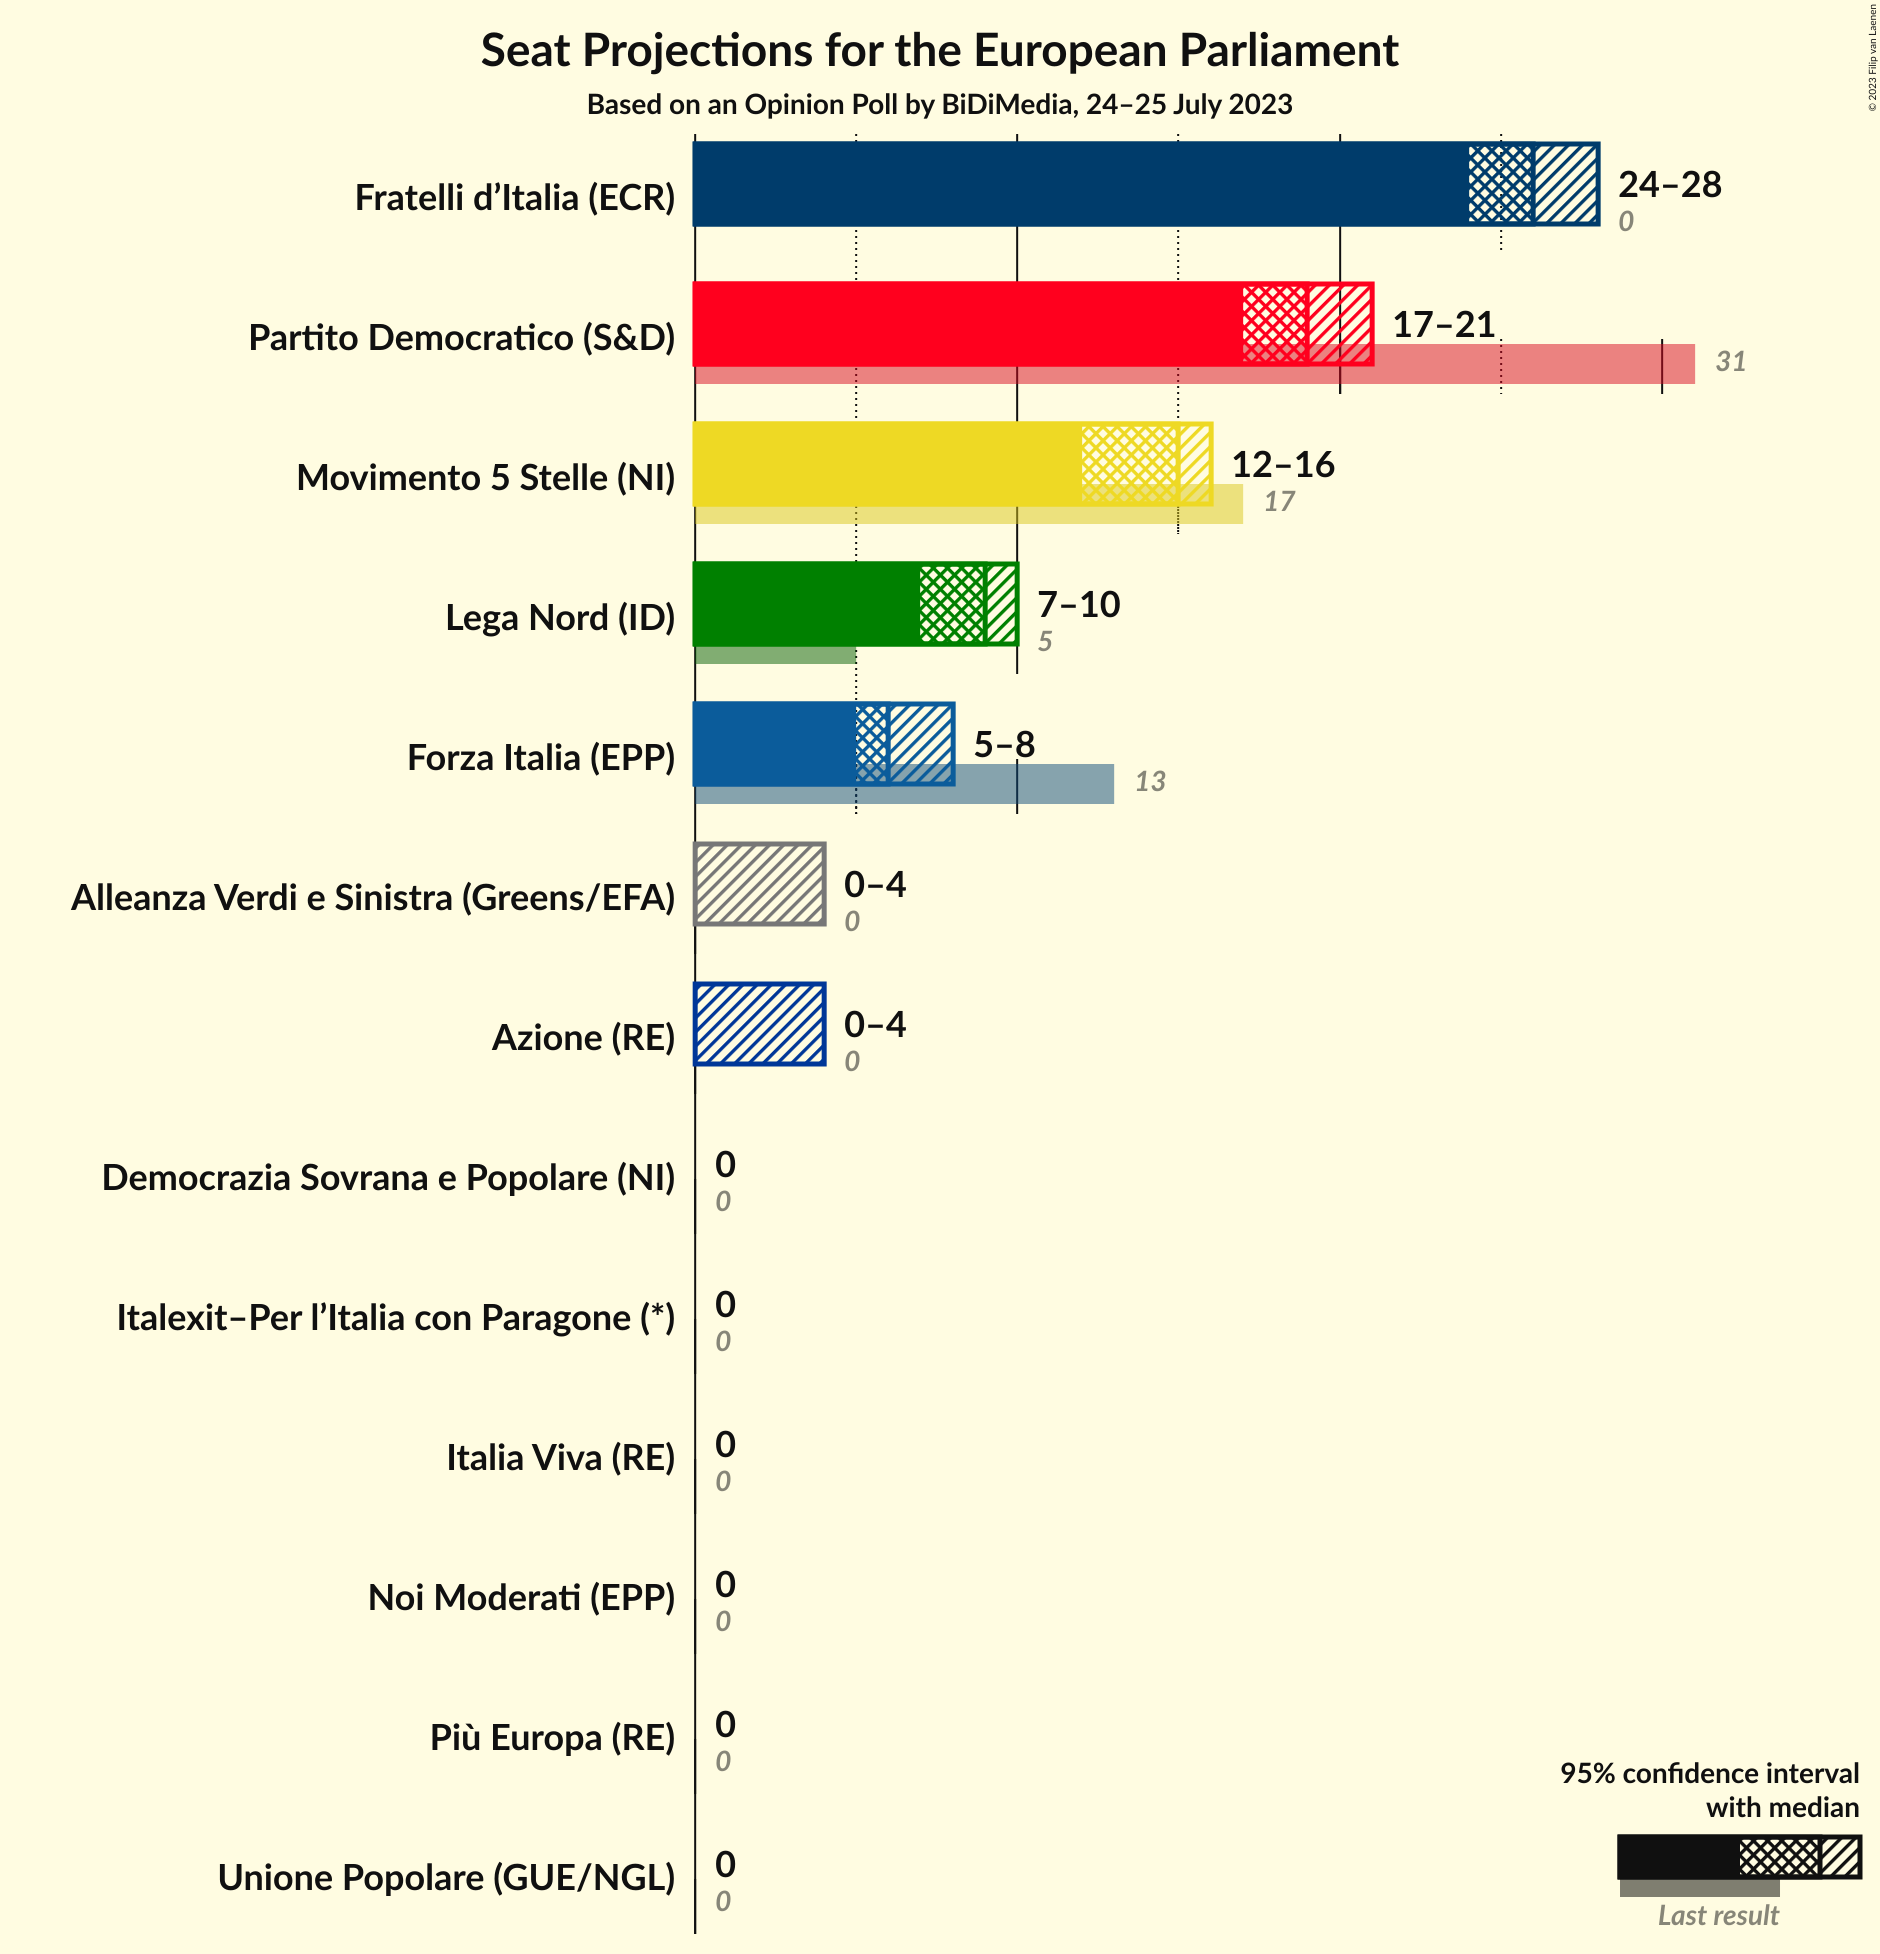 Seat Projections for the European Parliament
Based on an Opinion Poll by BiDiMedia, 24–25 July 2023
© 2023 Filip van Laenen
Fratelli d’Italia (ECR)
24–28
0
Partito Democratico (S&D)
17–21
31
Movimento 5 Stelle (NI)
12–16
17
Lega Nord (ID)
7–10
5
Forza Italia (EPP)
5–8
13
Alleanza Verdi e Sinistra (Greens/EFA)
0–4
0
Azione (RE)
0–4
0
Democrazia Sovrana e Popolare (NI)
0
0
Italexit–Per l’Italia con Paragone (*)
0
0
Italia Viva (RE)
0
0
Noi Moderati (EPP)
0
0
Più Europa (RE)
0
0
Unione Popolare (GUE/NGL)
0
0
95% confidence interval
with median
Last result